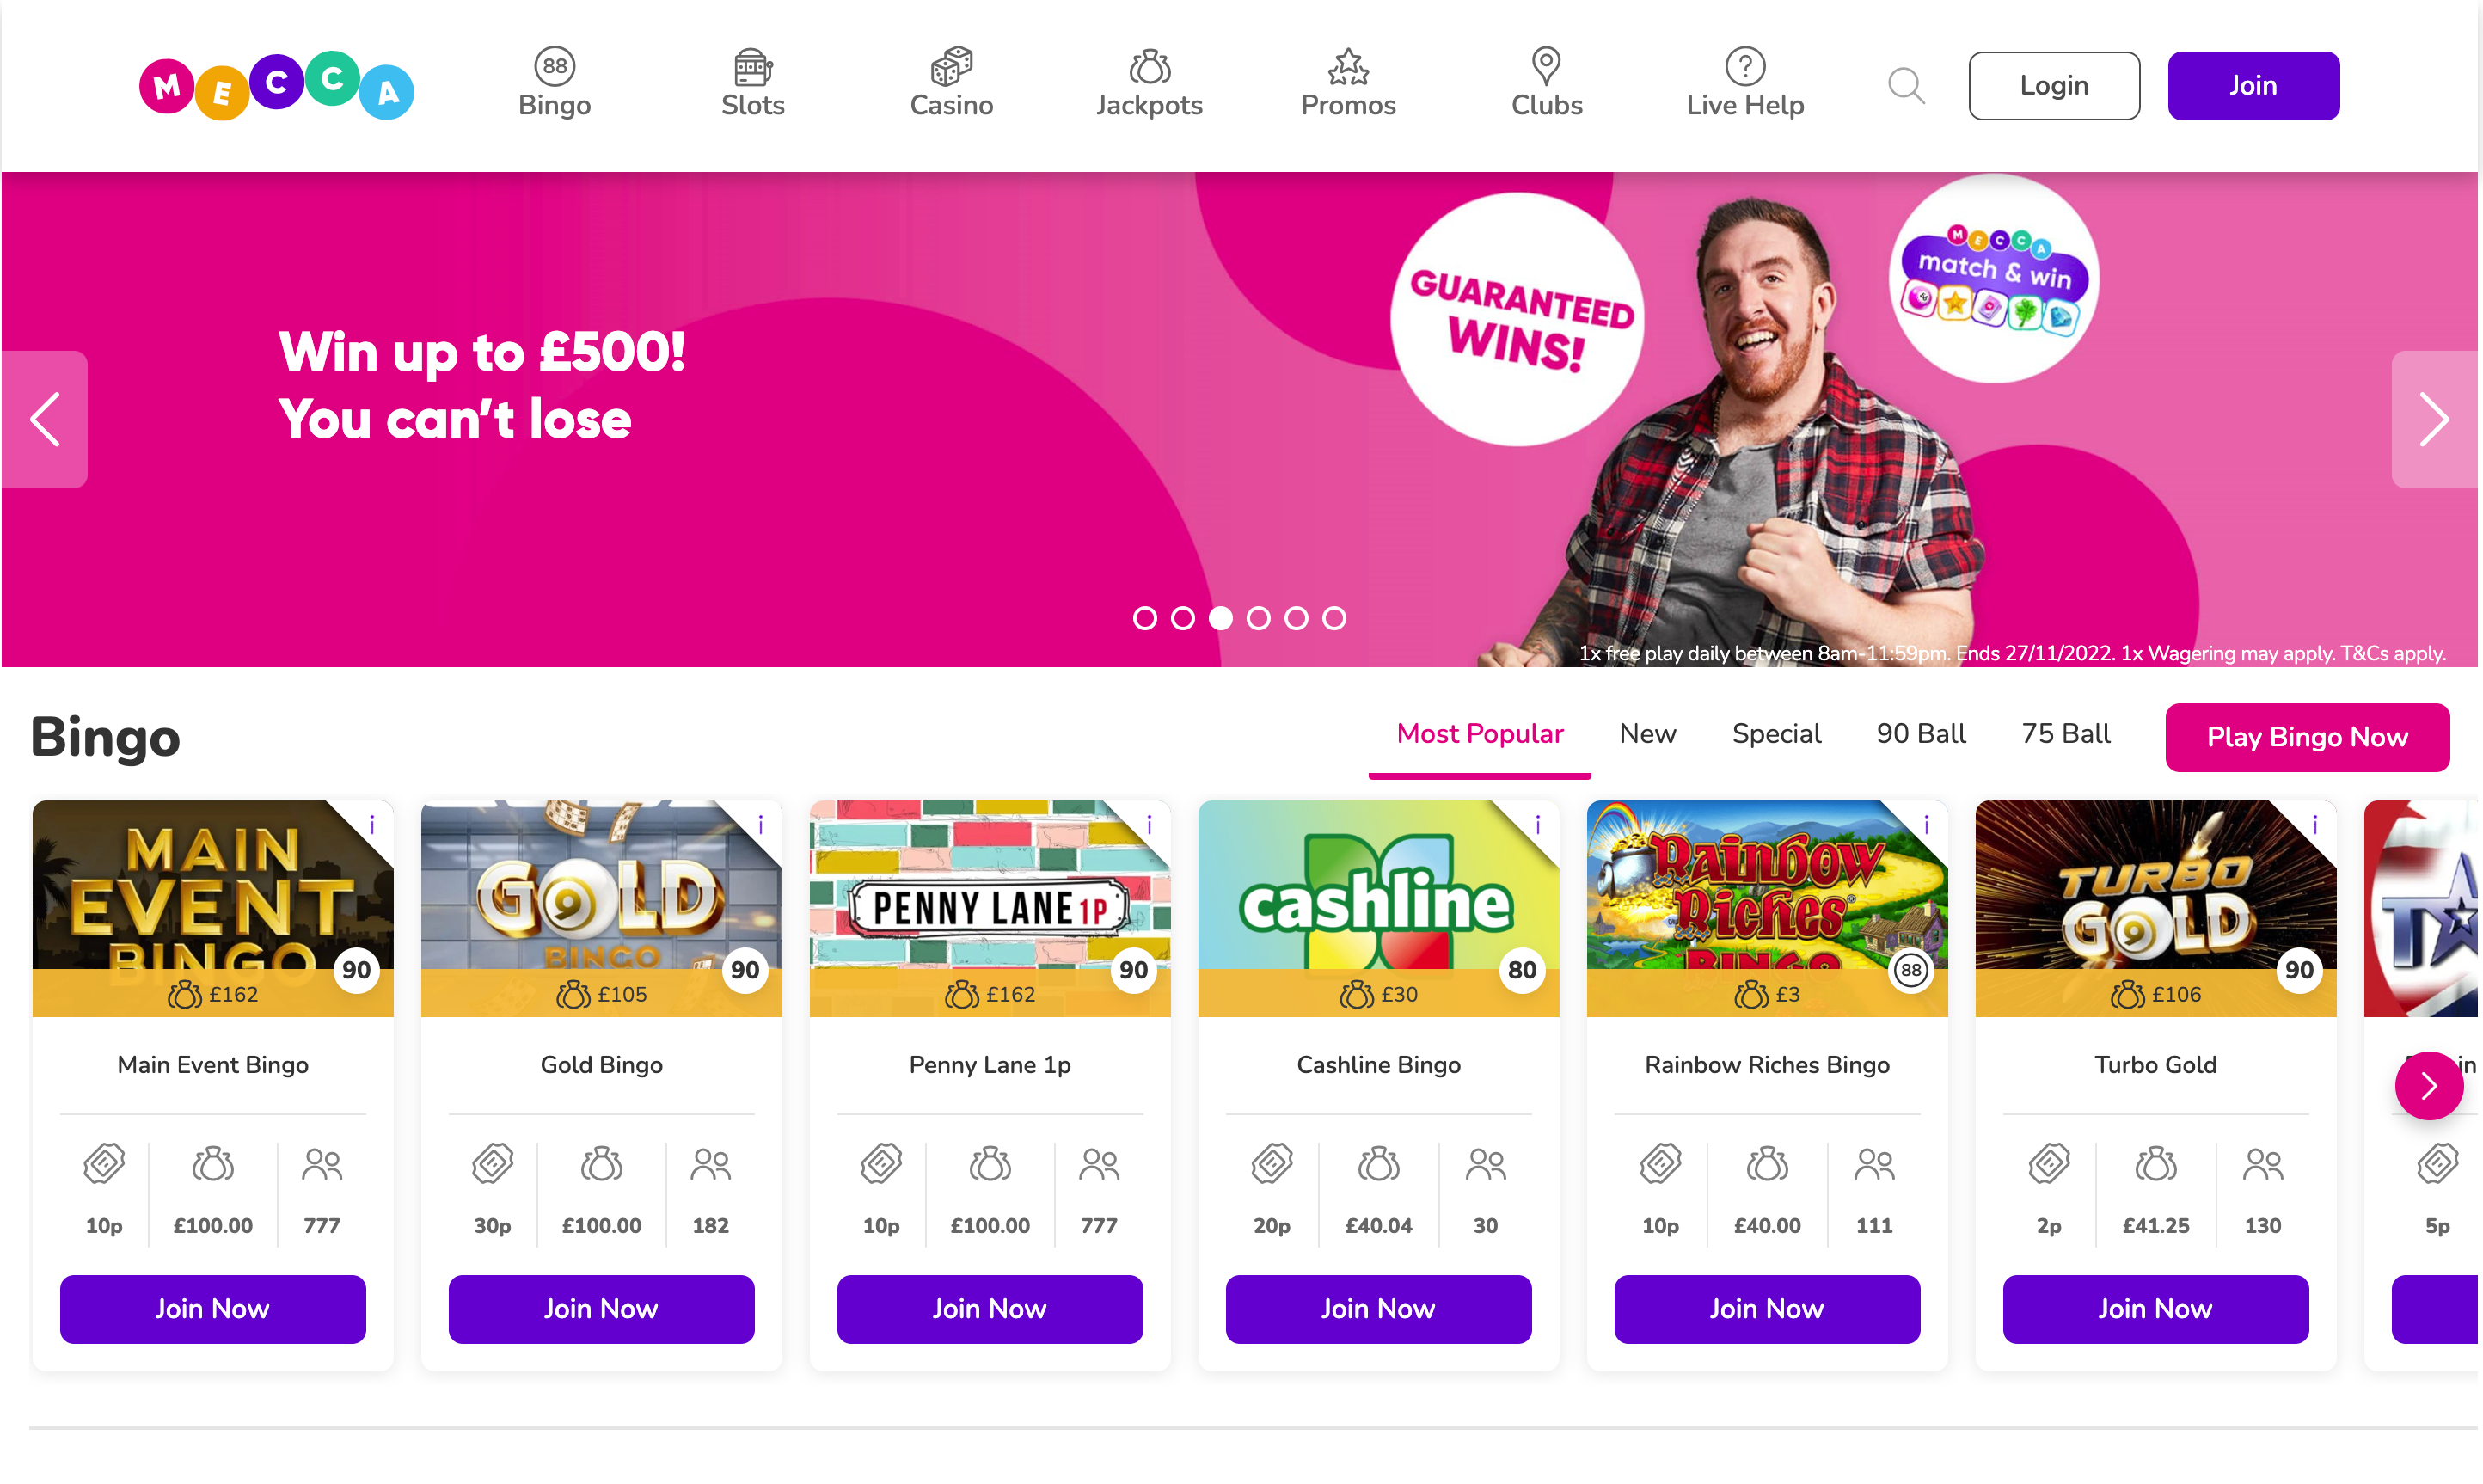 MECCA
88
Bingo
Slots
Casino
Jackpots
Promos
Clubs
?
Live Help
Login
Join
Win up to £500!
You can't lose
GUARANTEED
WINS!
MECCA
match & win
1x free play daily between 8am-11:59pm. Ends 27/11/2022. 1x Wagering may apply. T&Cs apply.
Bingo
Most Popular
New
Special
90 Ball
75 Ball
Play Bingo Now
MAIN
EVENT
BINGO
i
90
£162
Main Event Bingo
10p
£100.00
777
Join Now
G9LD
BINGO
i
90
£105
Gold Bingo
30p
£100.00
182
Join Now
PENNY LANE 1P
i
90
£162
Penny Lane 1p
10p
£100.00
777
Join Now
cashline
i
80
£30
Cashline Bingo
20p
£40.04
30
Join Now
Rainbow
Riches®
BINGO
i
88
£3
Rainbow Riches Bingo
10p
£40.00
111
Join Now
TURBO
G9LD
i
90
£106
Turbo Gold
2p
£41.25
130
Join Now
5p